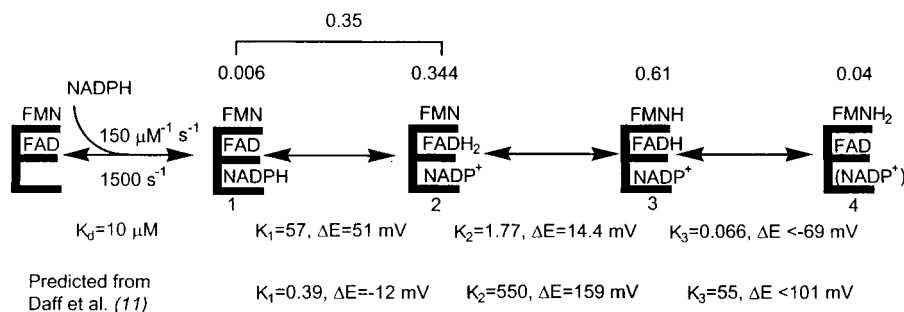 0.35
0.006 0.344 0.61 0.04
NADPH
FMN FMN FMN FMNH FMNH₂
150 μM⁻¹ s⁻¹
FAD FAD FADH₂ FADH FAD
1500 s⁻¹
NADPH NADP⁺ NADP⁺ (NADP⁺)
1 2 3 4
K_d=10 μM K₁=57, ΔE=51 mV K₂=1.77, ΔE=14.4 mV K₃=0.066, ΔE <-69 mV
Predicted from
Daff et al. (11) K₁=0.39, ΔE=-12 mV K₂=550, ΔE=159 mV K₃=55, ΔE <101 mV